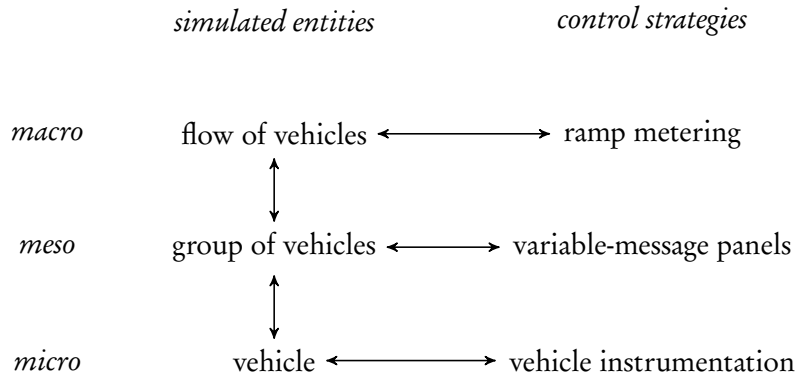 simulated entities control strategies
macro flow of vehicles ramp metering
meso group of vehicles variable-message panels
micro vehicle vehicle instrumentation